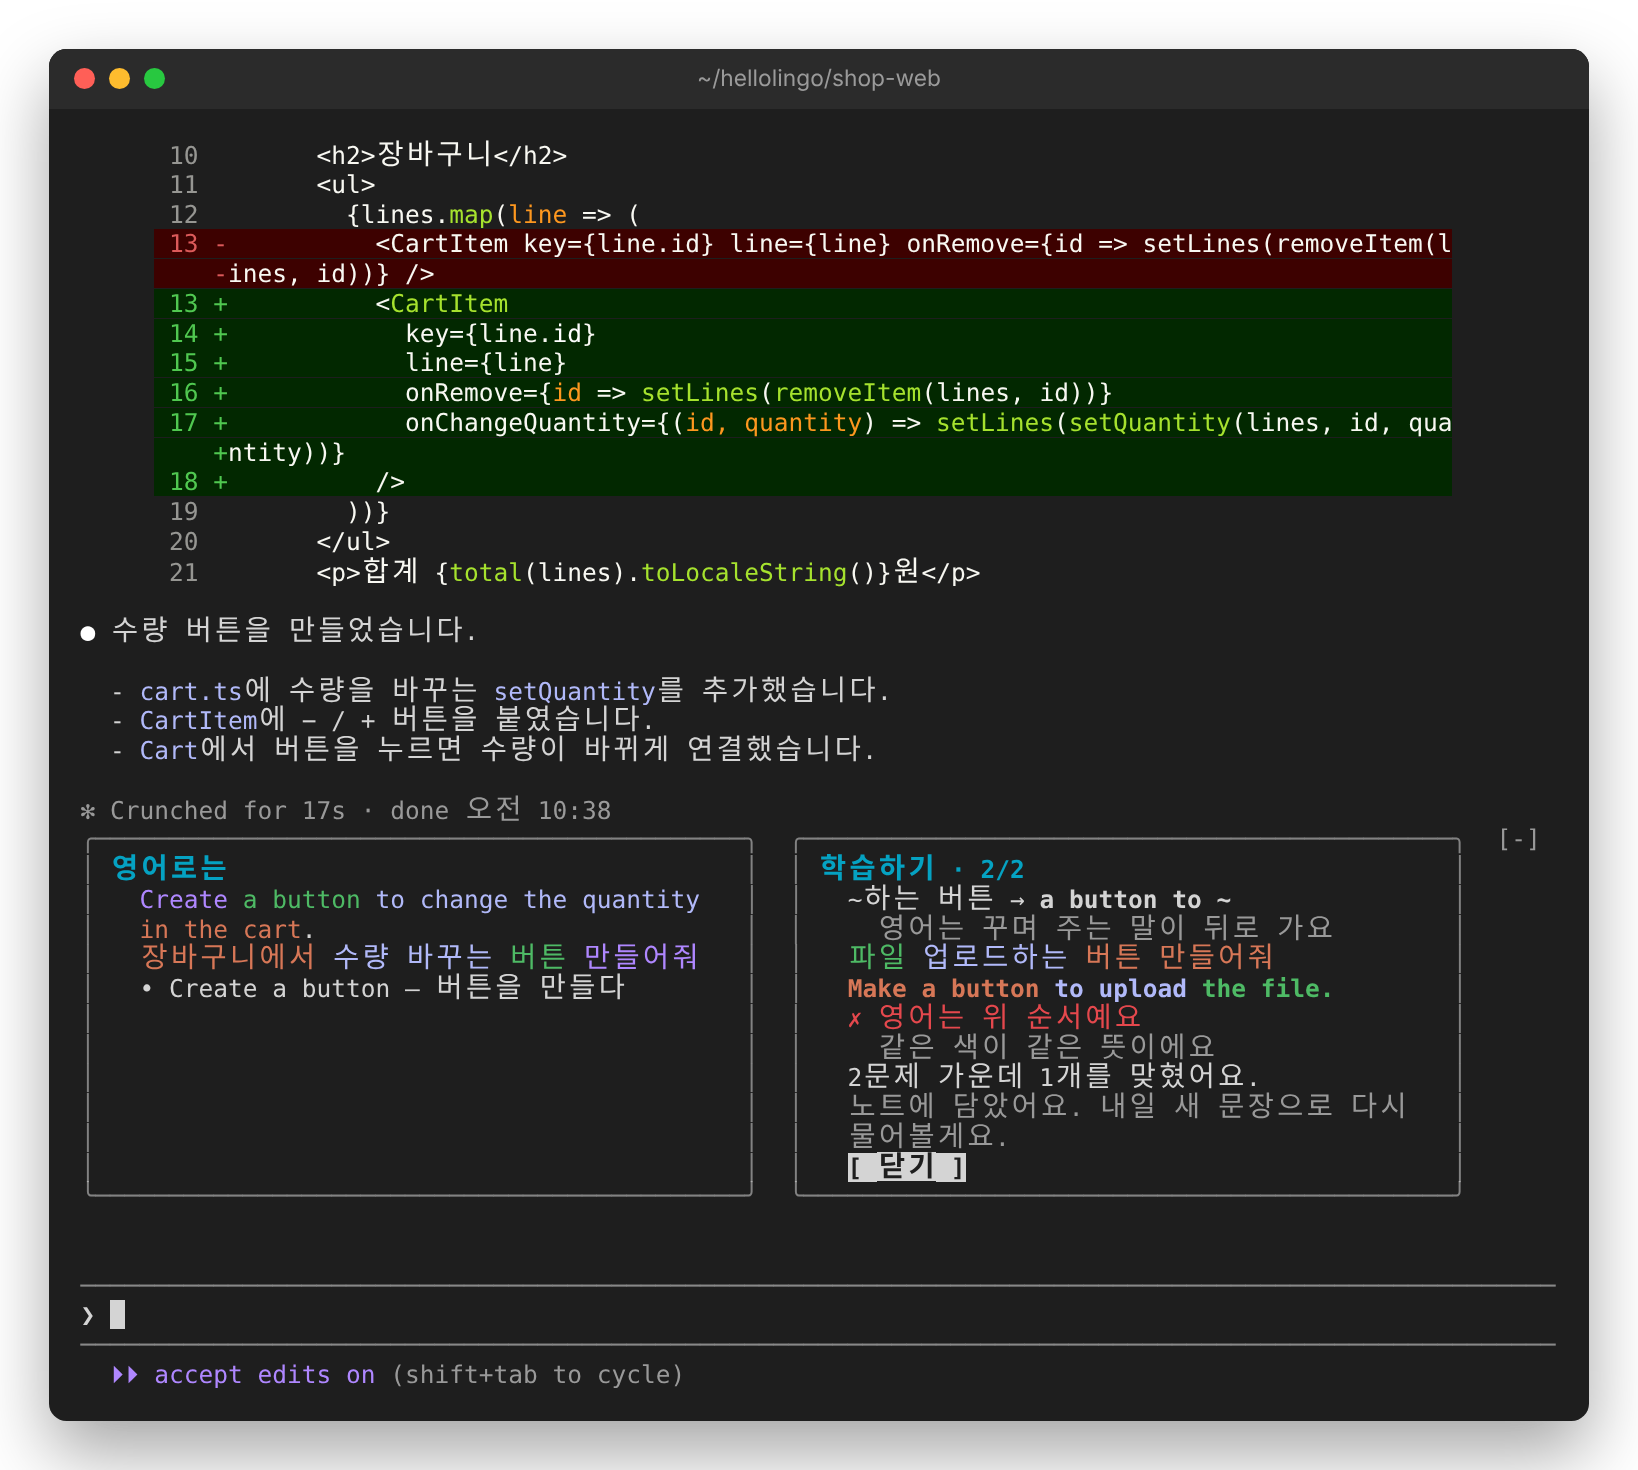 ~/hellolingo/shop-web
10        <h2>장바구니</h2>
11        <ul>
12          {lines.map(line => (
13 -          <CartItem key={line.id} line={line} onRemove={id => setLines(removeItem(l
   -ines, id))} />
13 +          <CartItem
14 +            key={line.id}
15 +            line={line}
16 +            onRemove={id => setLines(removeItem(lines, id))}
17 +            onChangeQuantity={(id, quantity) => setLines(setQuantity(lines, id, qua
   +ntity))}
18 +          />
19          ))}
20        </ul>
21        <p>합계 {total(lines).toLocaleString()}원</p>
● 수량 버튼을 만들었습니다.
- cart.ts에 수량을 바꾸는 setQuantity를 추가했습니다.
- CartItem에 − / + 버튼을 붙였습니다.
- Cart에서 버튼을 누르면 수량이 바뀌게 연결했습니다.
✻ Crunched for 17s · done 오전 10:38
[-]
영어로는
Create a button to change the quantity
in the cart.
장바구니에서 수량 바꾸는 버튼 만들어줘
• Create a button — 버튼을 만들다
학습하기 · 2/2
~하는 버튼 → a button to ~
영어는 꾸며 주는 말이 뒤로 가요
파일 업로드하는 버튼 만들어줘
Make a button to upload the file.
✗ 영어는 위 순서예요
같은 색이 같은 뜻이에요
2문제 가운데 1개를 맞혔어요.
노트에 담았어요. 내일 새 문장으로 다시
물어볼게요.
[ 닫기 ]
❯
⏵⏵ accept edits on (shift+tab to cycle)